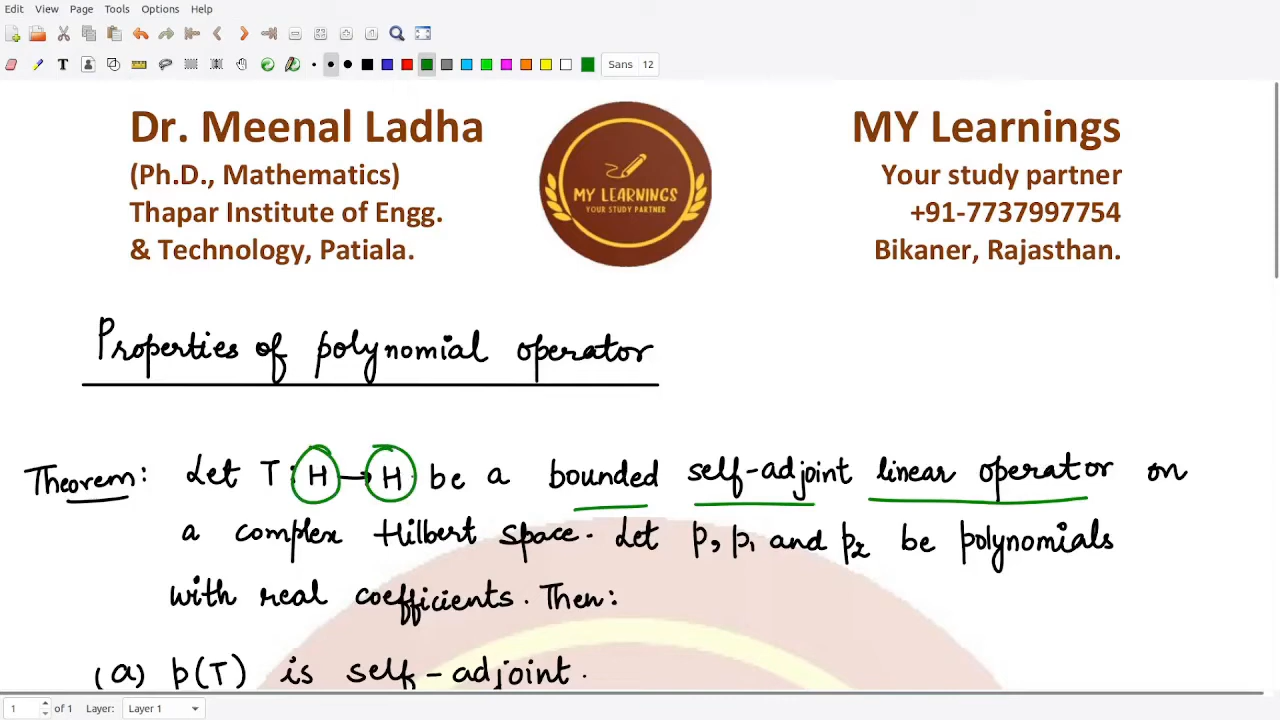 Edit View Page Tools Options Help
Sans 12
Dr. Meenal Ladha
(Ph.D., Mathematics)
Thapar Institute of Engg.
& Technology, Patiala.
MY LEARNINGS
YOUR STUDY PARTNER
MY Learnings
Your study partner
+91-7737997754
Bikaner, Rajasthan.
Properties of polynomial operator
Theorem: Let T: H → H be a bounded self-adjoint linear operator on
a complex Hilbert space. Let p, p₁ and p₂ be polynomials
with real coefficients. Then:
(a) p(T) is self-adjoint.
1 of 1 Layer: Layer 1